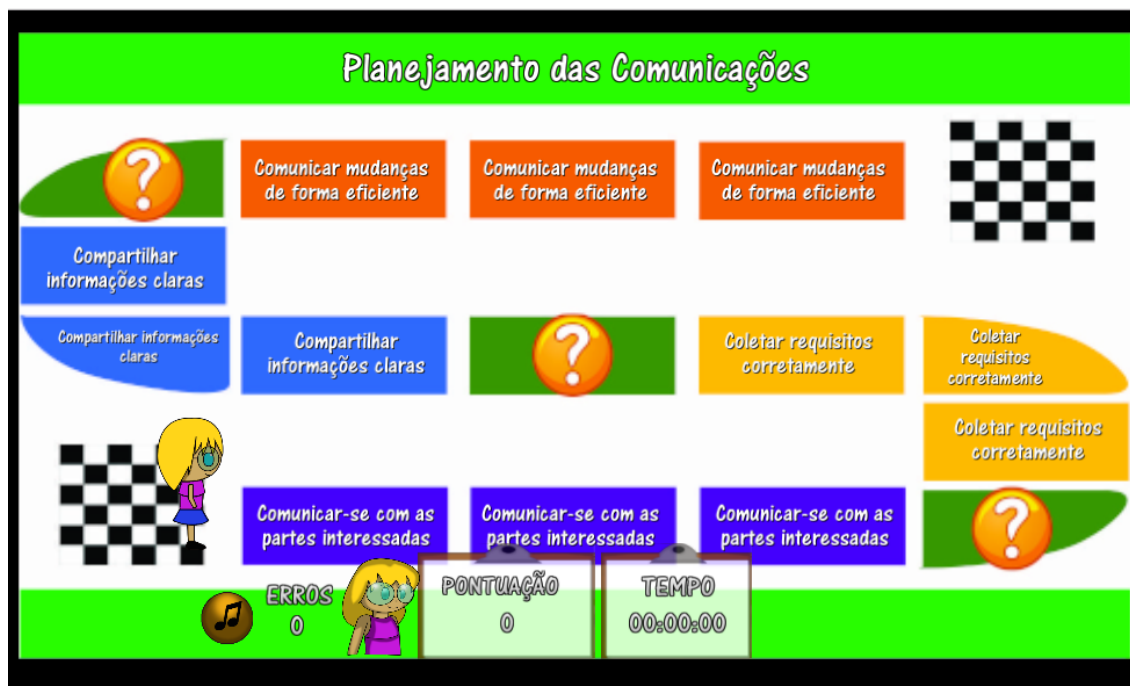 Planejamento das Comunicações
?
Comunicar mudanças
de forma eficiente
Comunicar mudanças
de forma eficiente
Comunicar mudanças
de forma eficiente
Compartilhar
informações claras
Compartilhar informações
claras
Compartilhar
informações claras
?
Coletar requisitos
corretamente
Coletar
requisitos
corretamente
Coletar requisitos
corretamente
Comunicar-se com as
partes interessadas
Comunicar-se com as
partes interessadas
Comunicar-se com as
partes interessadas
?
ERROS
0
PONTUAÇÃO
0
TEMPO
00:00:00